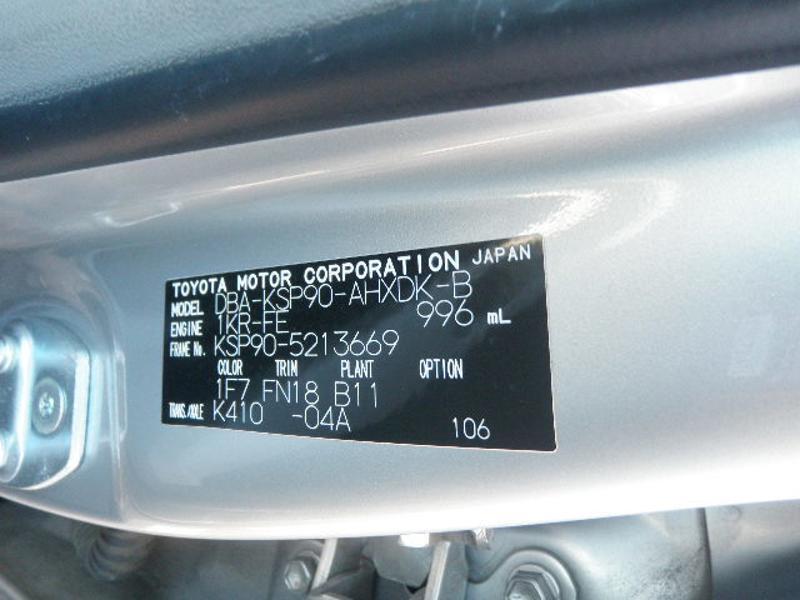 TOYOTA MOTOR CORPORATION JAPAN
MODEL DBA-KSP90-AHXDK-B
ENGINE 1KR-FE 996 mL
FRAME No. KSP90-5213669
COLOR TRIM PLANT OPTION
1F7 FN18 B11
TRANS./AXLE K410 -04A
106